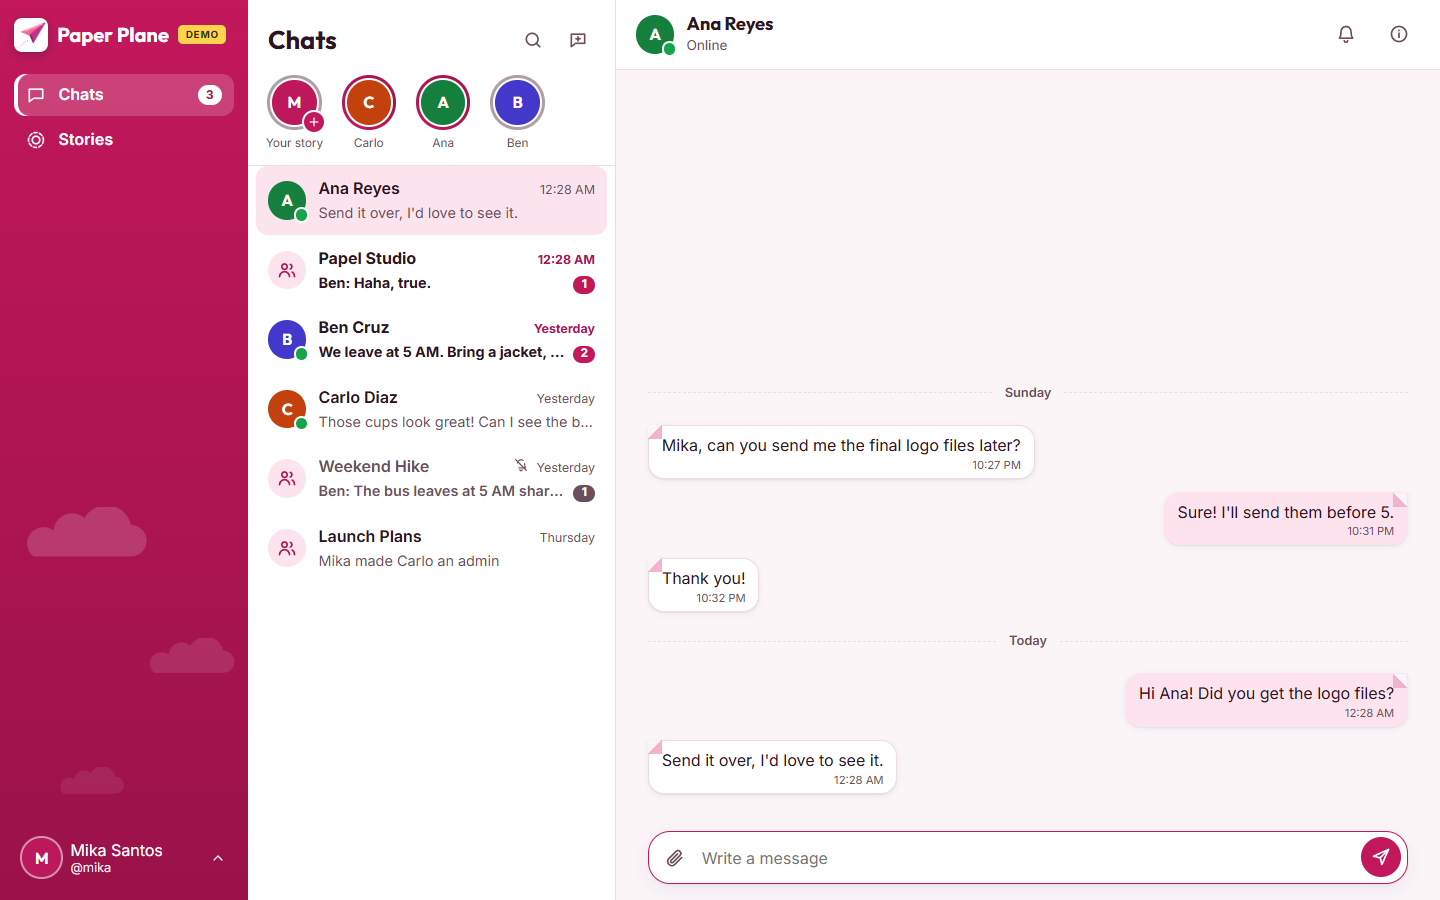 Paper Plane DEMO
Chats 3
Stories
M Mika Santos
@mika
Chats
M C A B
Your story Carlo Ana Ben
A Ana Reyes 12:28 AM
Send it over, I'd love to see it.
Papel Studio 12:28 AM
Ben: Haha, true. 1
B Ben Cruz Yesterday
We leave at 5 AM. Bring a jacket, ... 2
C Carlo Diaz Yesterday
Those cups look great! Can I see the b...
Weekend Hike Yesterday
Ben: The bus leaves at 5 AM shar... 1
Launch Plans Thursday
Mika made Carlo an admin
A Ana Reyes
Online
Sunday
Mika, can you send me the final logo files later?
10:27 PM
Sure! I'll send them before 5.
10:31 PM
Thank you!
10:32 PM
Today
Hi Ana! Did you get the logo files?
12:28 AM
Send it over, I'd love to see it.
12:28 AM
Write a message